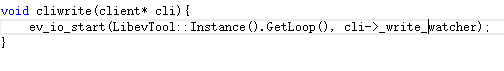 void cliwrite(client* cli){
    ev_io_start(LibevTool::Instance().GetLoop(), cli->_write_watcher);
}